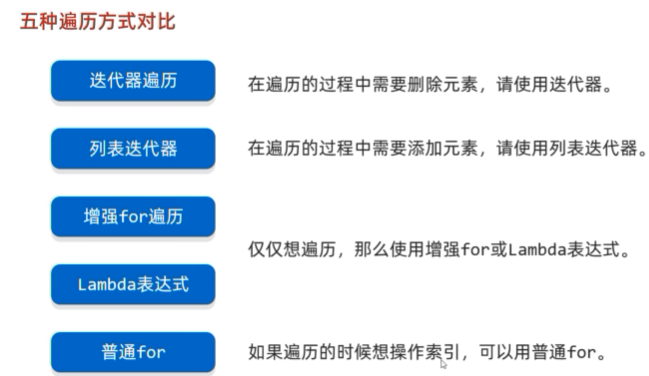 五种遍历方式对比
迭代器遍历
在遍历的过程中需要删除元素，请使用迭代器。
列表迭代器
在遍历的过程中需要添加元素，请使用列表迭代器。
增强for遍历
仅仅想遍历，那么使用增强for或Lambda表达式。
Lambda表达式
普通for
如果遍历的时候想操作索引，可以用普通for。